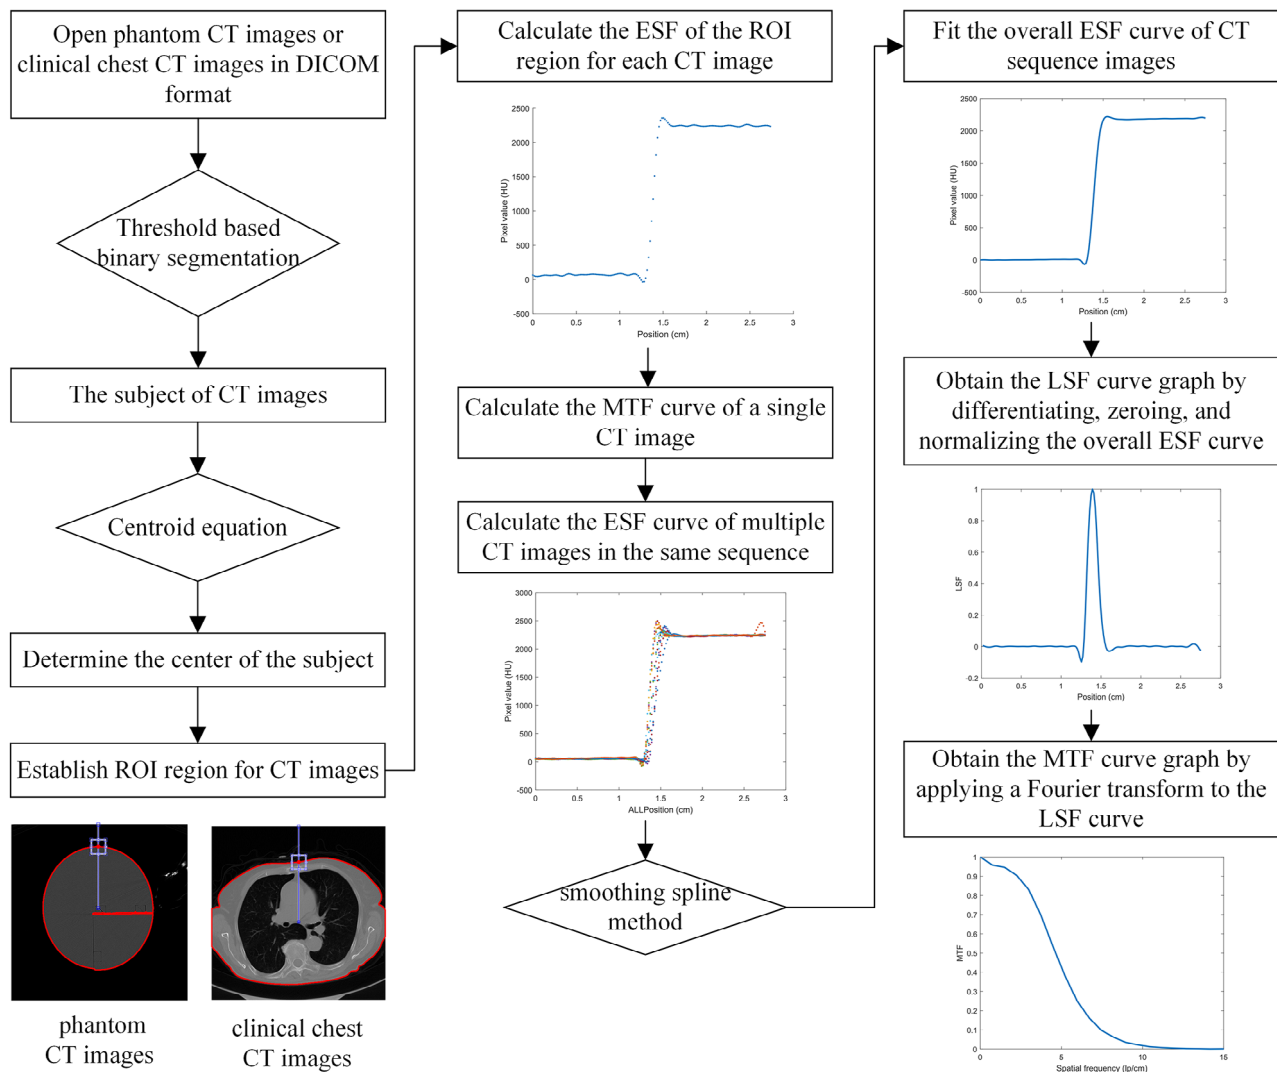 Open phantom CT images or
clinical chest CT images in DICOM
format
Threshold based
binary segmentation
The subject of CT images
Centroid equation
Determine the center of the subject
Establish ROI region for CT images
phantom
CT images
clinical chest
CT images
Calculate the ESF of the ROI
region for each CT image
2500
2000
1500
1000
500
0
-500
Pixel value (HU)
0 0.5 1 1.5 2 2.5 3
Position (cm)
Calculate the MTF curve of a single
CT image
Calculate the ESF curve of multiple
CT images in the same sequence
3000
2500
2000
1500
1000
500
0
-500
Pixel value (HU)
0 0.5 1 1.5 2 2.5 3
ALLPosition (cm)
smoothing spline
method
Fit the overall ESF curve of CT
sequence images
2500
2000
1500
1000
500
0
-500
Pixel value (HU)
0 0.5 1 1.5 2 2.5 3
Position (cm)
Obtain the LSF curve graph by
differentiating, zeroing, and
normalizing the overall ESF curve
1
0.8
0.6
0.4
0.2
0
-0.2
LSF
0 0.5 1 1.5 2 2.5 3
Position (cm)
Obtain the MTF curve graph by
applying a Fourier transform to the
LSF curve
1
0.9
0.8
0.7
0.6
0.5
0.4
0.3
0.2
0.1
0
MTF
0 5 10 15
Spatial frequency (lp/cm)